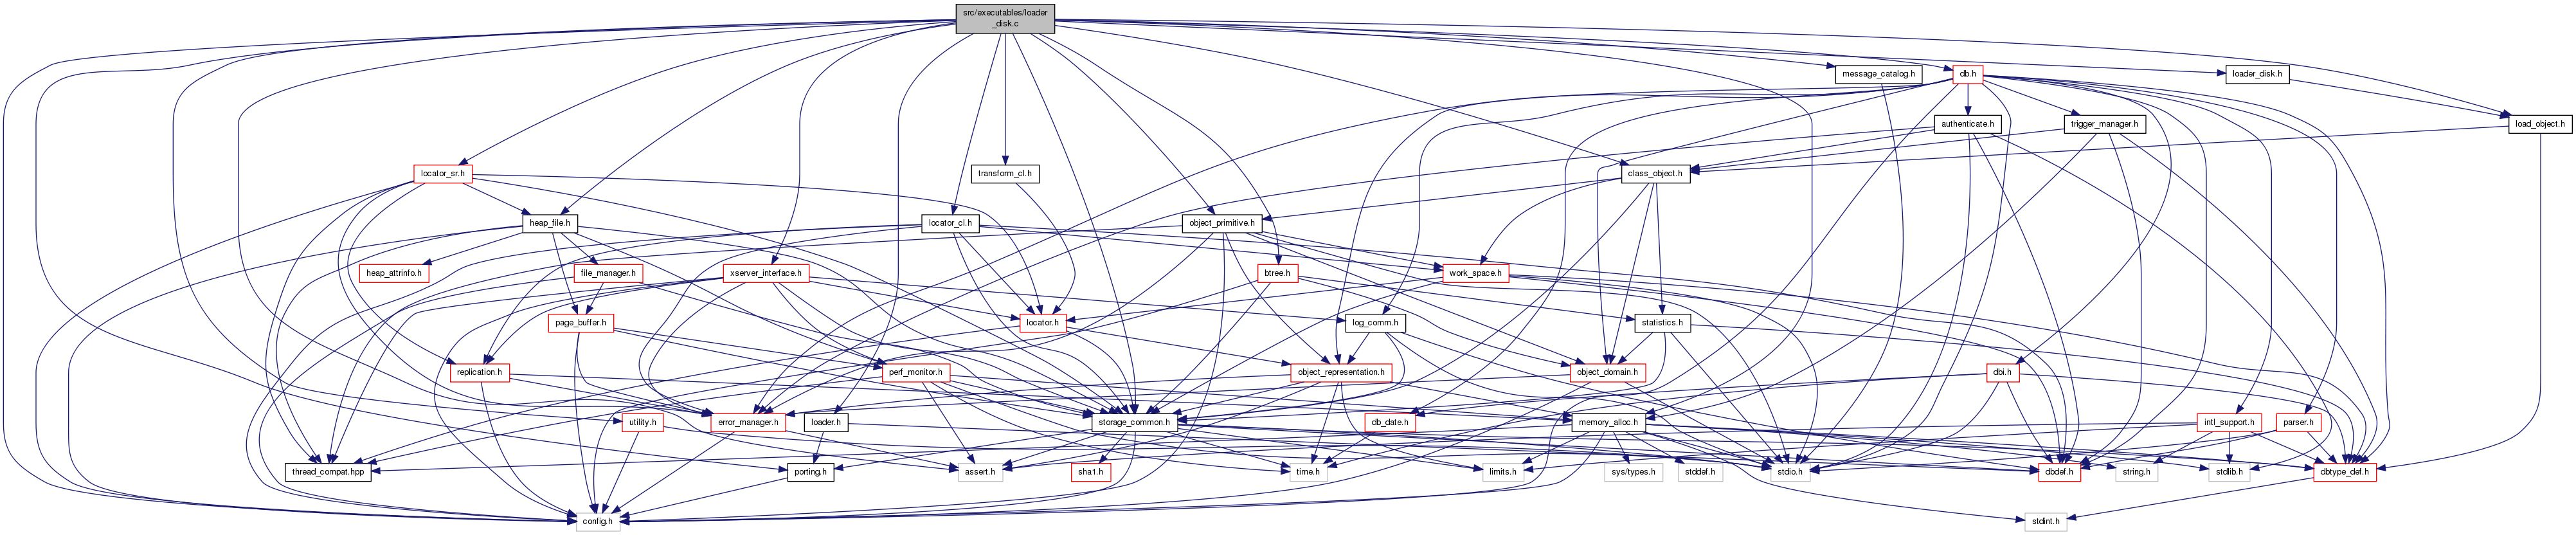 src/executables/loader
_disk.c
message_catalog.h
db.h
loader_disk.h
authenticate.h
trigger_manager.h
load_object.h
locator_sr.h
transform_cl.h
class_object.h
heap_file.h
locator_cl.h
object_primitive.h
heap_attrinfo.h
file_manager.h
xserver_interface.h
btree.h
work_space.h
page_buffer.h
locator.h
log_comm.h
statistics.h
replication.h
perf_monitor.h
object_representation.h
object_domain.h
dbi.h
utility.h
error_manager.h
loader.h
storage_common.h
db_date.h
memory_alloc.h
intl_support.h
parser.h
thread_compat.hpp
porting.h
assert.h
sha1.h
time.h
limits.h
sys/types.h
stddef.h
stdio.h
dbdef.h
string.h
stdlib.h
dbtype_def.h
config.h
stdint.h